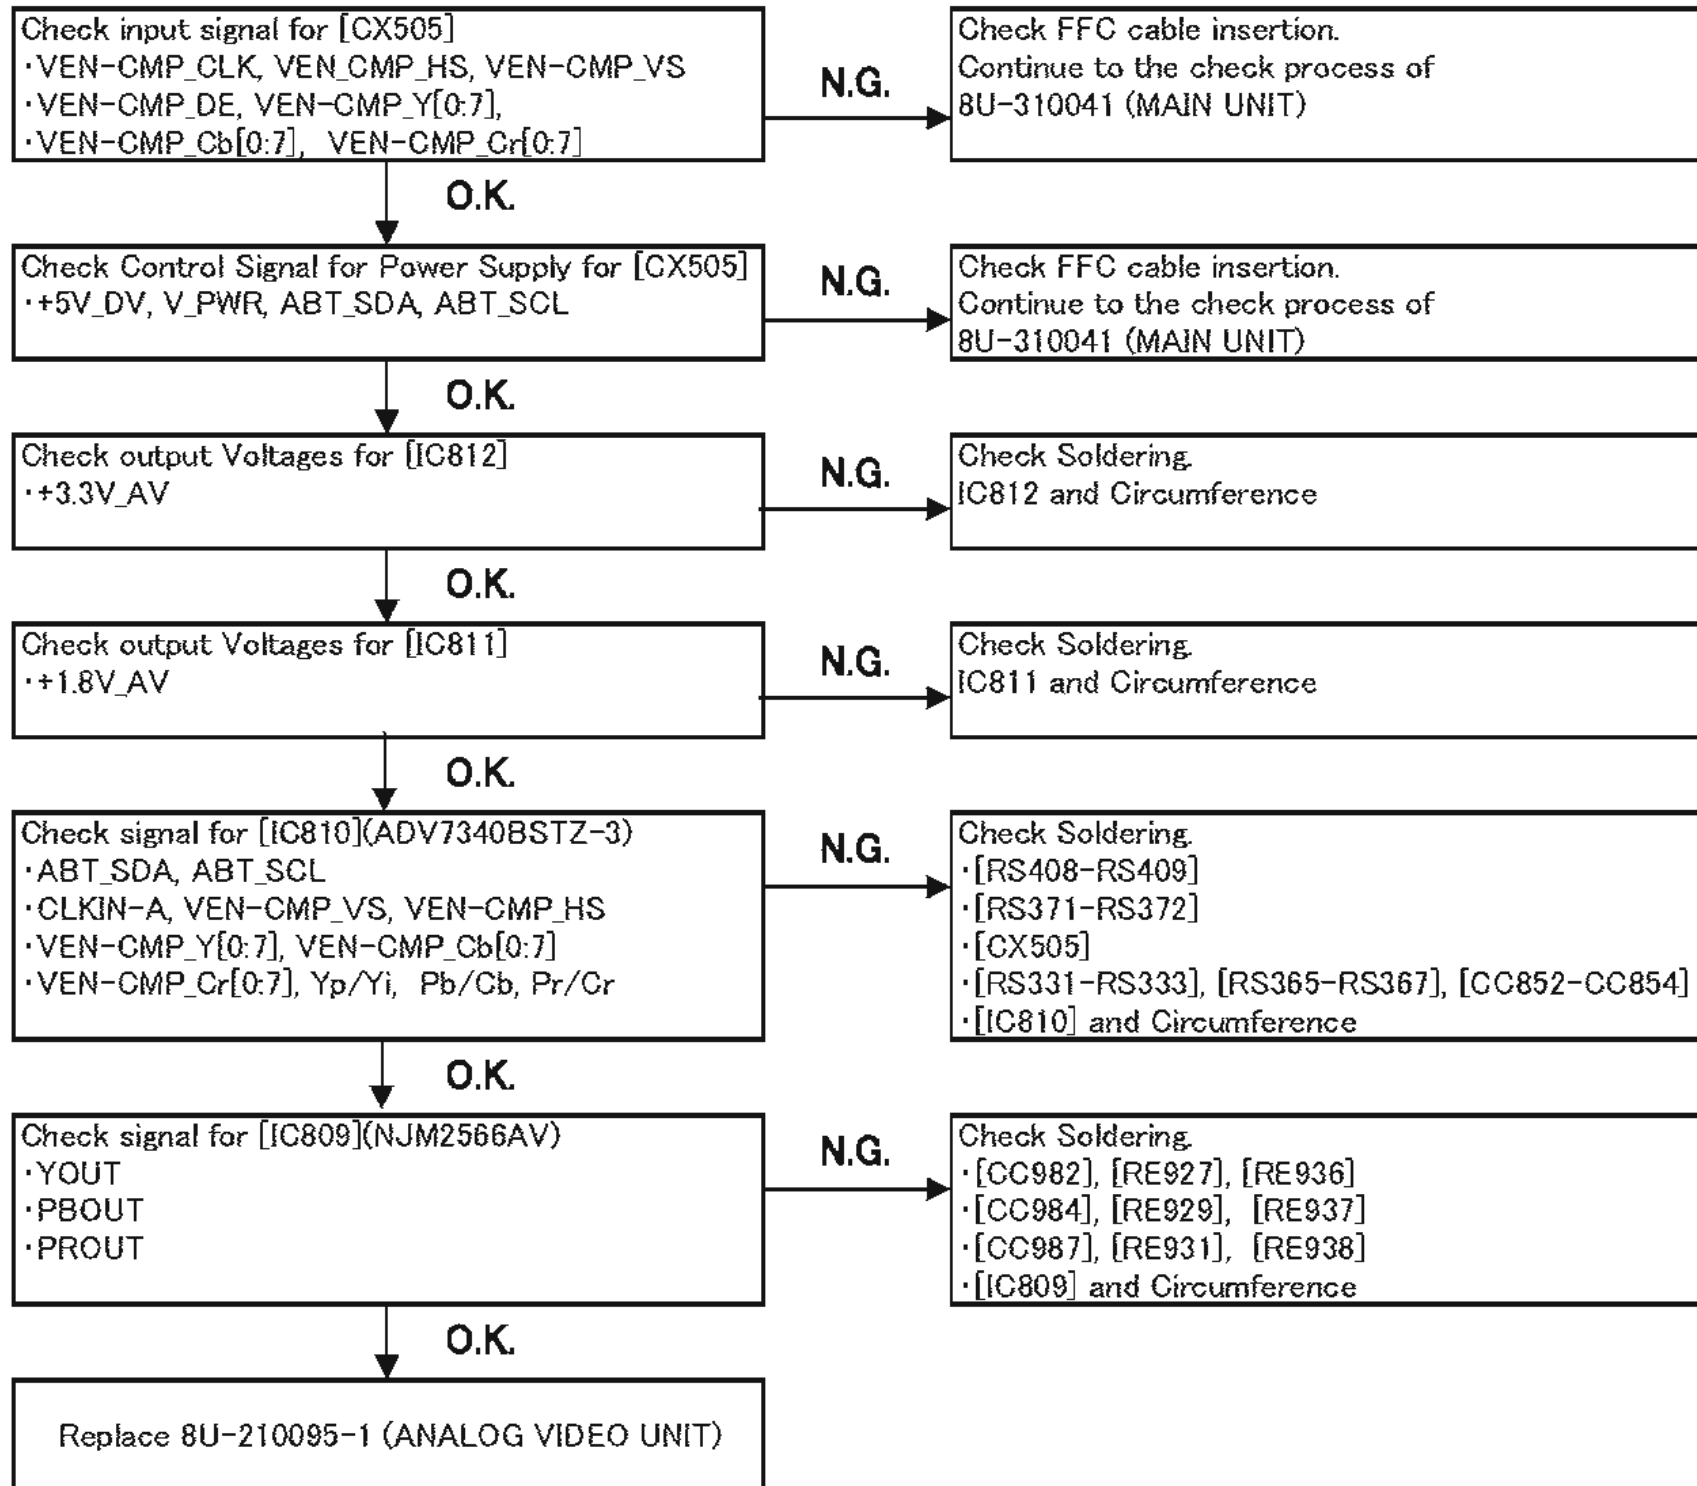 Check input signal for [CX505]
·VEN-CMP_CLK, VEN_CMP_HS, VEN-CMP_VS
·VEN-CMP_DE, VEN-CMP_Y[0:7],
·VEN-CMP_Cb[0:7], VEN-CMP_Cr[0:7]
N.G.
Check FFC cable insertion.
Continue to the check process of
8U-310041 (MAIN UNIT)
O.K.
Check Control Signal for Power Supply for [CX505]
·+5V_DV, V_PWR, ABT_SDA, ABT_SCL
N.G.
Check FFC cable insertion.
Continue to the check process of
8U-310041 (MAIN UNIT)
O.K.
Check output Voltages for [IC812]
·+3.3V_AV
N.G.
Check Soldering.
IC812 and Circumference
O.K.
Check output Voltages for [IC811]
·+1.8V_AV
N.G.
Check Soldering.
IC811 and Circumference
O.K.
Check signal for [IC810](ADV7340BSTZ-3)
·ABT_SDA, ABT_SCL
·CLKIN-A, VEN-CMP_VS, VEN-CMP_HS
·VEN-CMP_Y[0:7], VEN-CMP_Cb[0:7]
·VEN-CMP_Cr[0:7], Yp/Yi, Pb/Cb, Pr/Cr
N.G.
Check Soldering.
·[RS408-RS409]
·[RS371-RS372]
·[CX505]
·[RS331-RS333], [RS365-RS367], [CC852-CC854]
·[IC810] and Circumference
O.K.
Check signal for [IC809](NJM2566AV)
·YOUT
·PBOUT
·PROUT
N.G.
Check Soldering.
·[CC982], [RE927], [RE936]
·[CC984], [RE929], [RE937]
·[CC987], [RE931], [RE938]
·[IC809] and Circumference
O.K.
Replace 8U-210095-1 (ANALOG VIDEO UNIT)